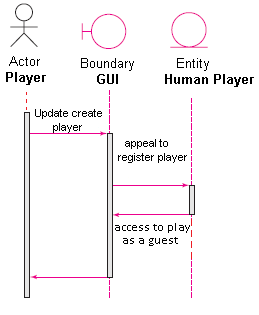 Actor
Player
Boundary
GUI
Entity
Human Player
Update create
player
appeal to
register player
access to play
as a guest